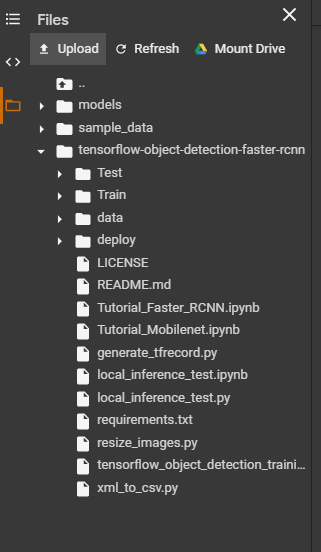 Files
Upload Refresh Mount Drive
..
models
sample_data
tensorflow-object-detection-faster-rcnn
Test
Train
data
deploy
LICENSE
README.md
Tutorial_Faster_RCNN.ipynb
Tutorial_Mobilenet.ipynb
generate_tfrecord.py
local_inference_test.ipynb
local_inference_test.py
requirements.txt
resize_images.py
tensorflow_object_detection_traini...
xml_to_csv.py